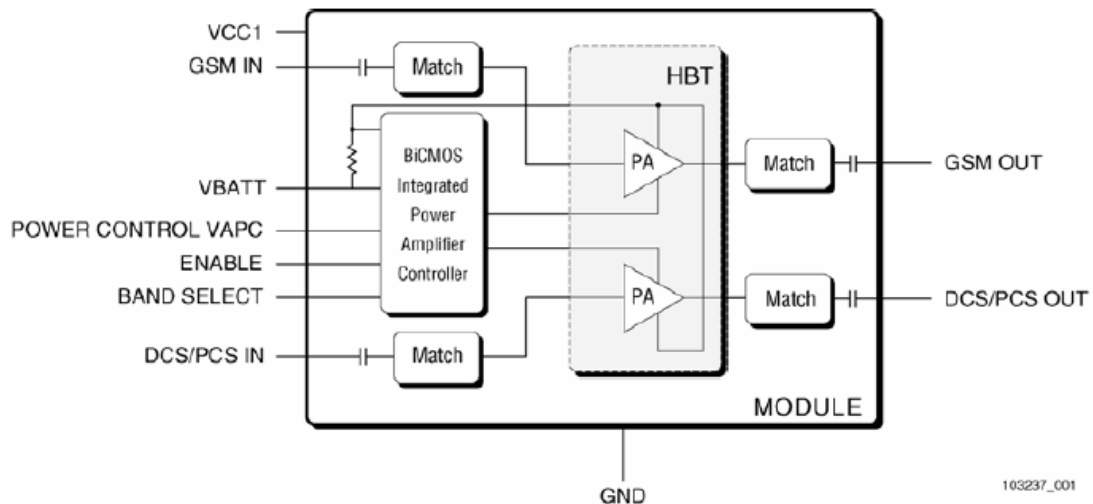 VCC1
GSM IN
Match
HBT
BiCMOS
Integrated
Power
Amplifier
Controller
PA
Match
GSM OUT
VBATT
POWER CONTROL VAPC
ENABLE
BAND SELECT
PA
Match
DCS/PCS OUT
DCS/PCS IN
Match
MODULE
GND
103237_001